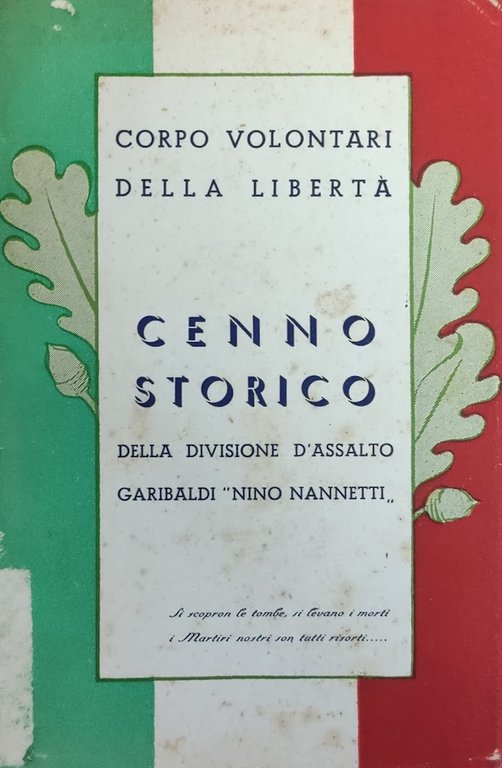 CORPO VOLONTARI
DELLA LIBERTÀ
CENNO
STORICO
DELLA DIVISIONE D'ASSALTO
GARIBALDI "NINO NANNETTI„
Si scopron le tombe, si levano i morti
i Martiri nostri son tutti risorti.....